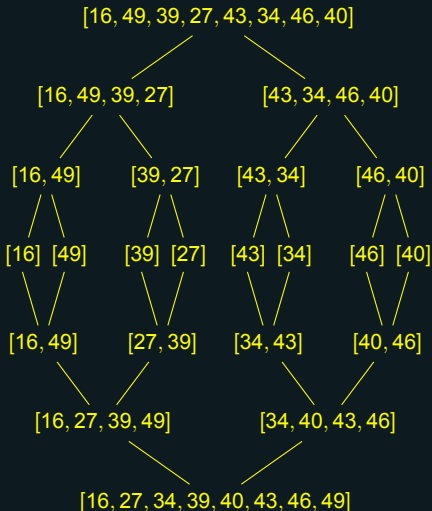 [16, 49, 39, 27, 43, 34, 46, 40]
[16, 49, 39, 27] [43, 34, 46, 40]
[16, 49] [39, 27] [43, 34] [46, 40]
[16] [49] [39] [27] [43] [34] [46] [40]
[16, 49] [27, 39] [34, 43] [40, 46]
[16, 27, 39, 49] [34, 40, 43, 46]
[16, 27, 34, 39, 40, 43, 46, 49]